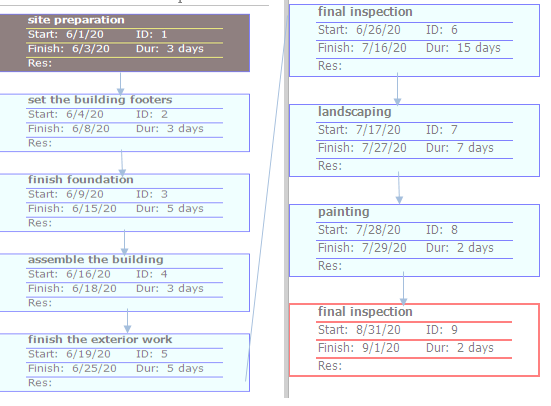 site preparation
Start: 6/1/20 ID: 1
Finish: 6/3/20 Dur: 3 days
Res:
set the building footers
Start: 6/4/20 ID: 2
Finish: 6/8/20 Dur: 3 days
Res:
finish foundation
Start: 6/9/20 ID: 3
Finish: 6/15/20 Dur: 5 days
Res:
assemble the building
Start: 6/16/20 ID: 4
Finish: 6/18/20 Dur: 3 days
Res:
finish the exterior work
Start: 6/19/20 ID: 5
Finish: 6/25/20 Dur: 5 days
Res:
final inspection
Start: 6/26/20 ID: 6
Finish: 7/16/20 Dur: 15 days
Res:
landscaping
Start: 7/17/20 ID: 7
Finish: 7/27/20 Dur: 7 days
Res:
painting
Start: 7/28/20 ID: 8
Finish: 7/29/20 Dur: 2 days
Res:
final inspection
Start: 8/31/20 ID: 9
Finish: 9/1/20 Dur: 2 days
Res: